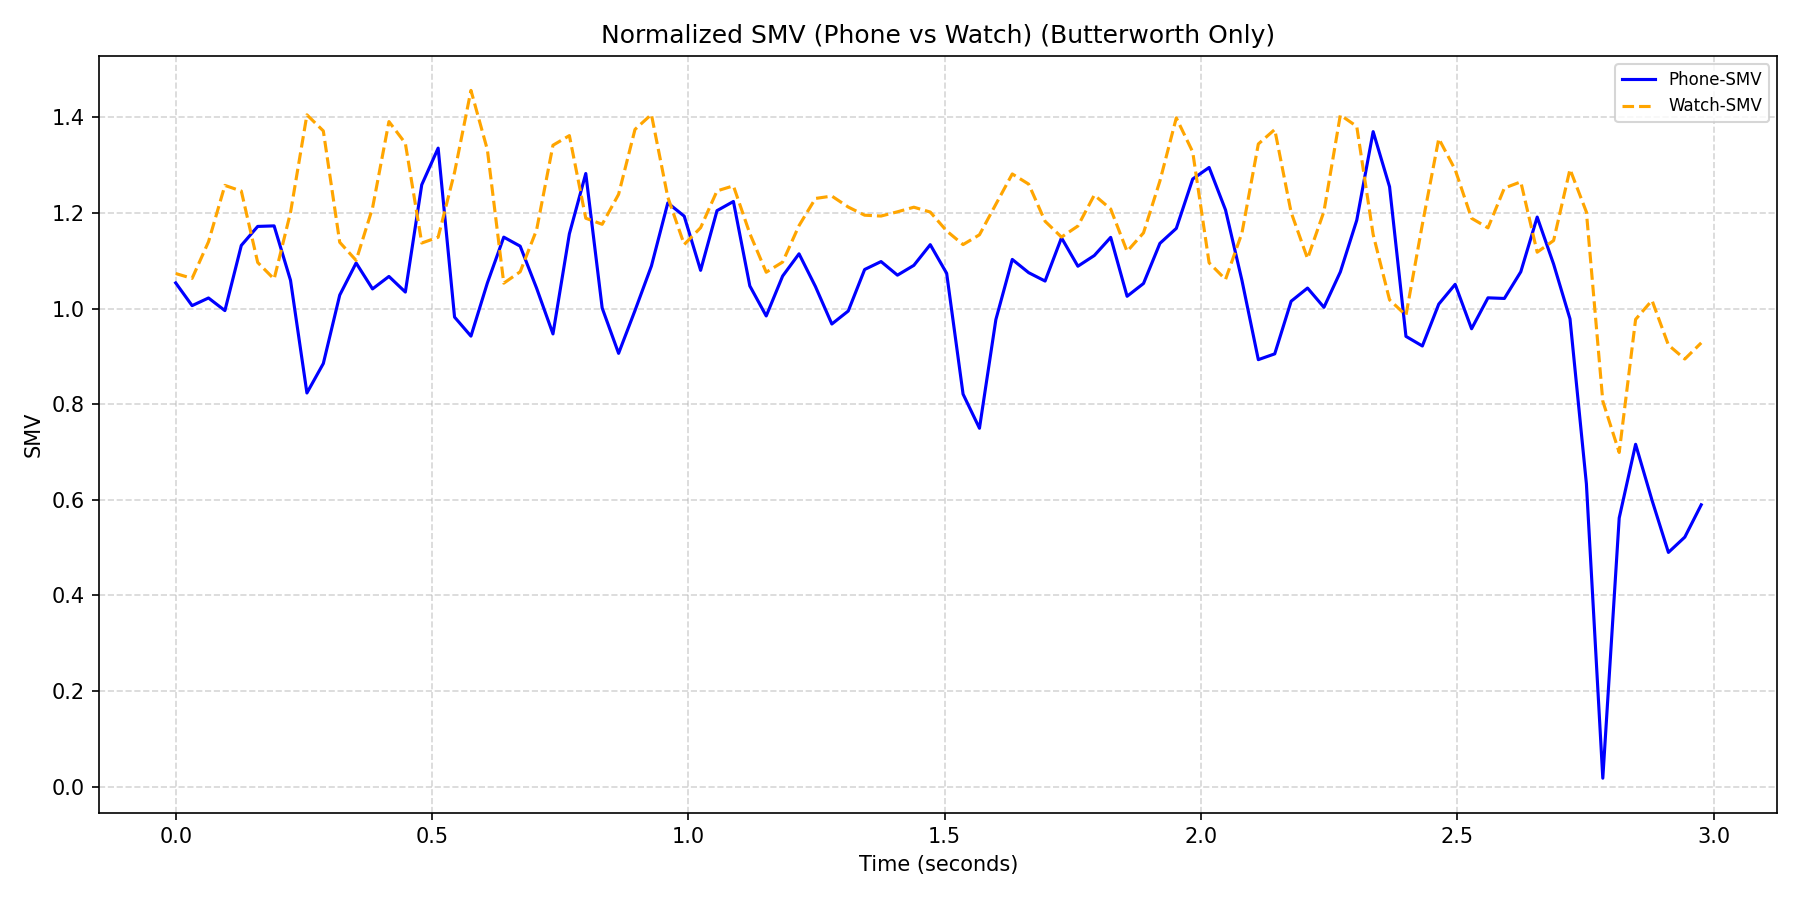 Normalized SMV (Phone vs Watch) (Butterworth Only)
Phone-SMV
Watch-SMV
SMV
1.4
1.2
1.0
0.8
0.6
0.4
0.2
0.0
0.0 0.5 1.0 1.5 2.0 2.5 3.0
Time (seconds)